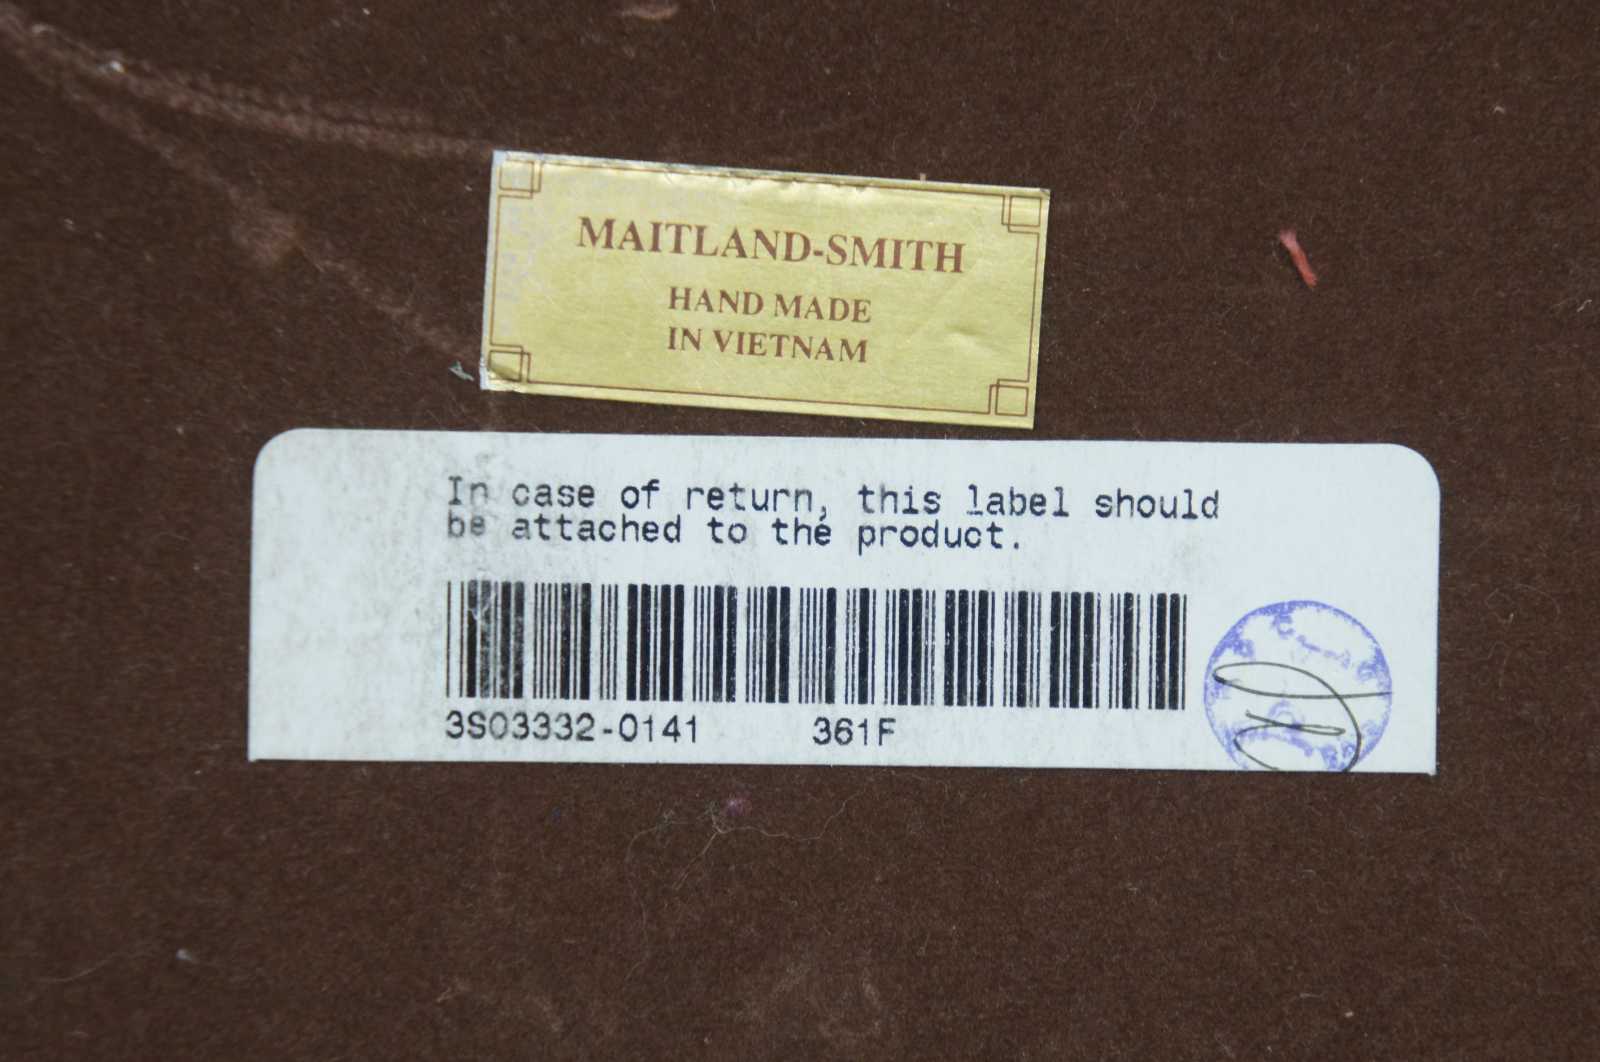 MAITLAND-SMITH
HAND MADE
IN VIETNAM
In case of return, this label should
be attached to the product.
3S03332-0141 361F